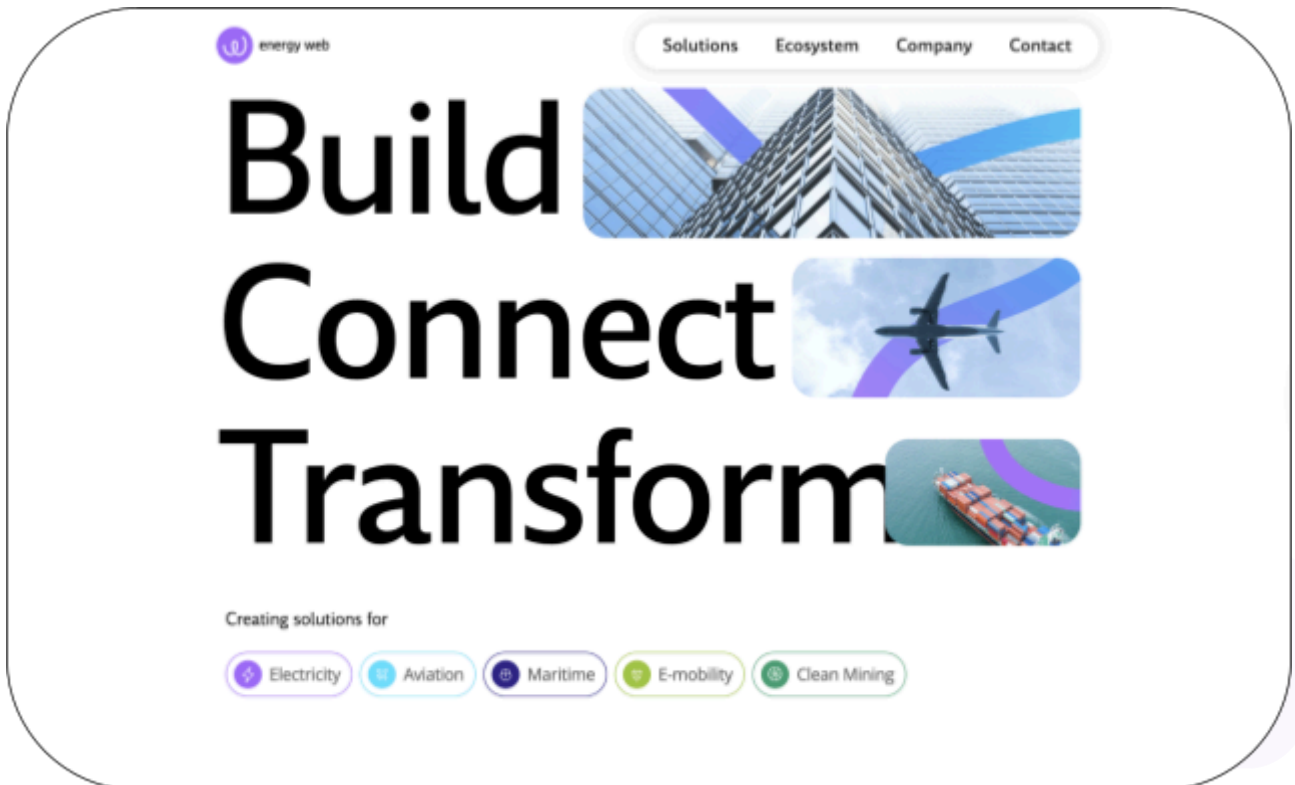 energy web
Solutions Ecosystem Company Contact
Build
Connect
Transform
Creating solutions for
Electricity Aviation Maritime E-mobility Clean Mining